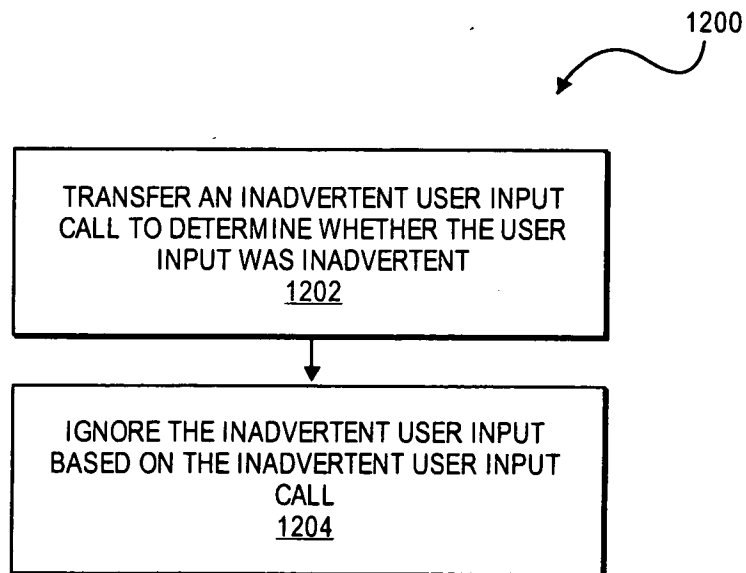 1200
TRANSFER AN INADVERTENT USER INPUT
CALL TO DETERMINE WHETHER THE USER
INPUT WAS INADVERTENT
1202
IGNORE THE INADVERTENT USER INPUT
BASED ON THE INADVERTENT USER INPUT
CALL
1204